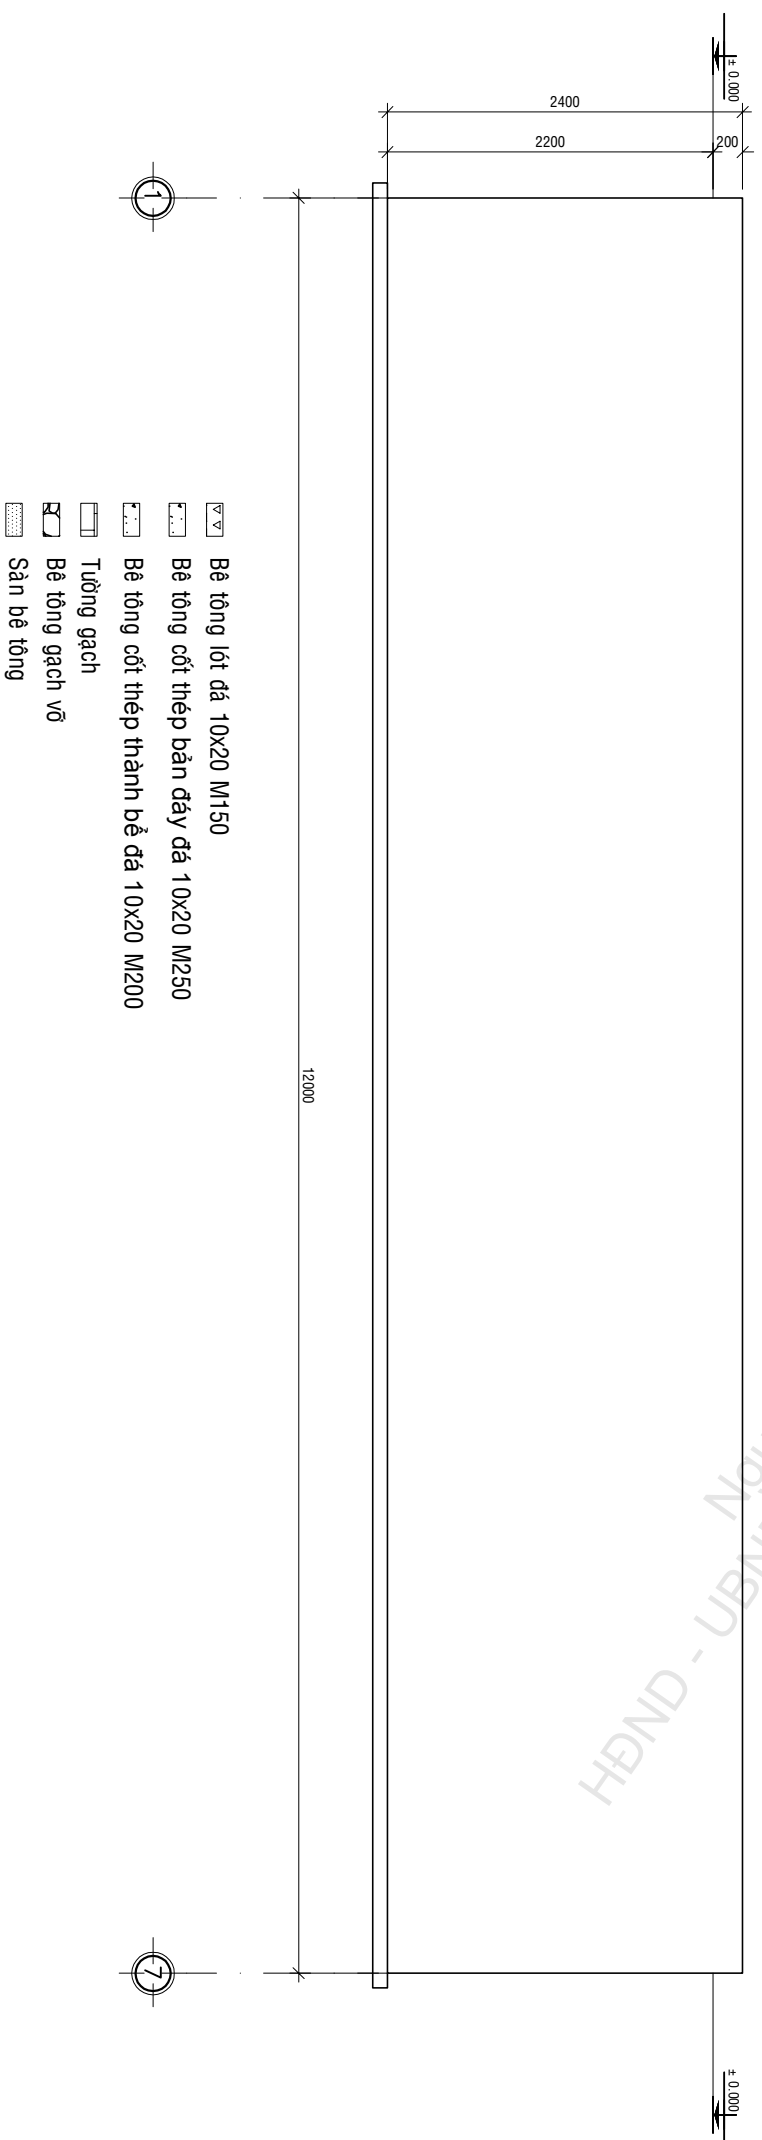 ± 0.000
2400
2200
200
1
12000
7
± 0.000
Bê tông lót đá 10x20 M150
Bê tông cốt thép bản đáy đá 10x20 M250
Bê tông cốt thép thành bể đá 10x20 M200
Tường gạch
Bê tông gạch vỡ
Sàn bê tông
HĐND - UBN